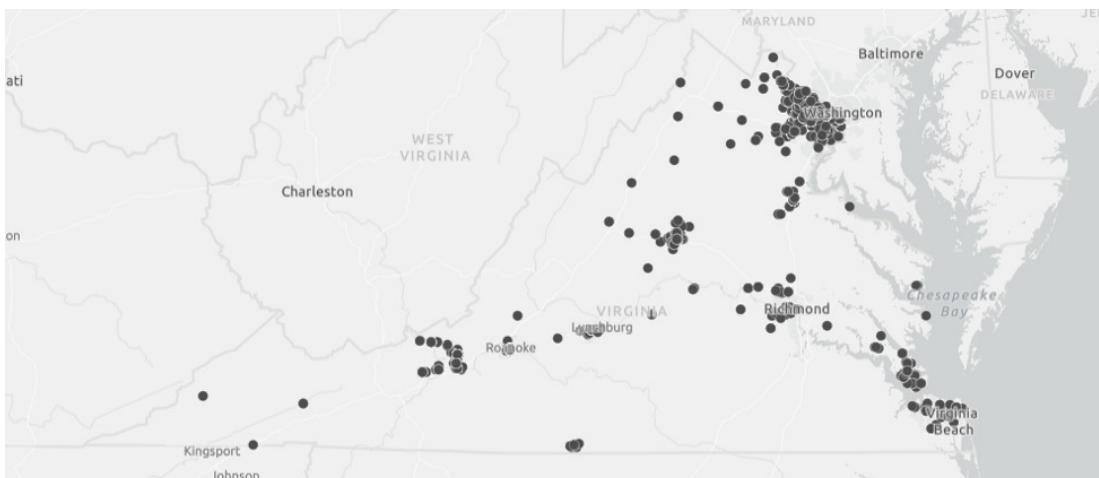 MARYLAND
Baltimore
Dover
DELAWARE
ati
Washington
WEST
VIRGINIA
Charleston
on
Chesapeake
Bay
VIRGINIA
Richmond
Lynchburg
Roanoke
Virginia
Beach
Kingsport
Johnson
JE